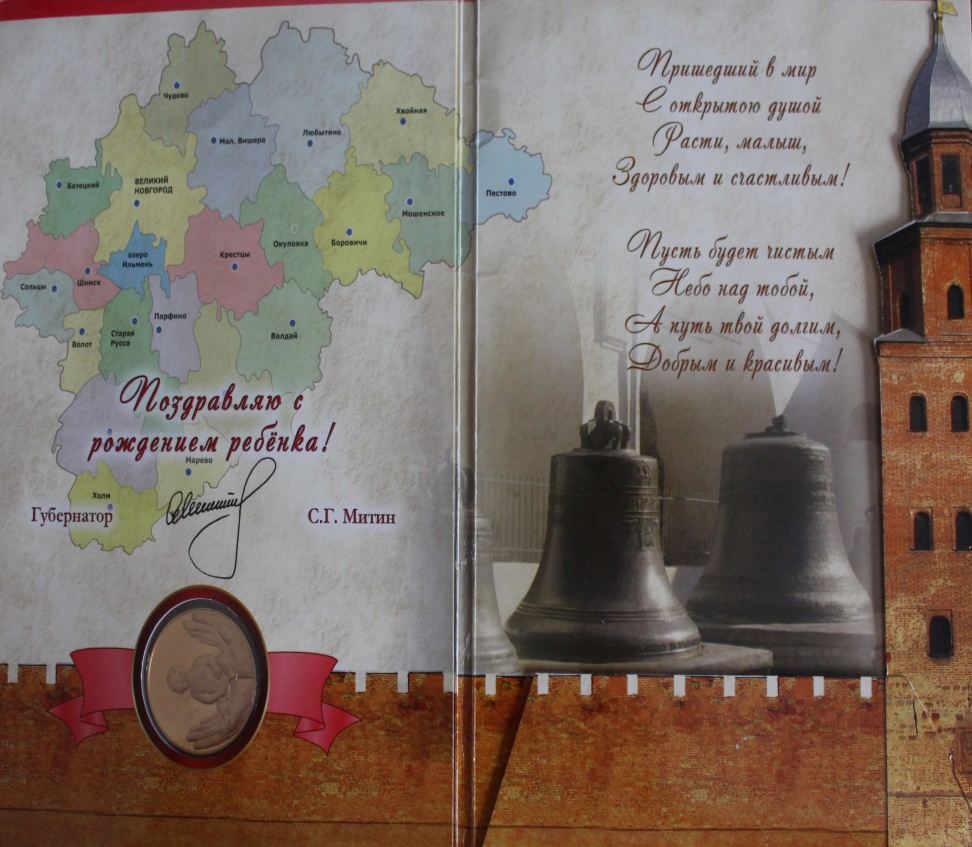 Чудово
Хвойная
Мал. Вишера
Любытино
Батецкий
ВЕЛИКИЙ
НОВГОРОД
Пестово
Мошенское
Окуловка
Боровичи
озеро
Ильмень
Крестцы
Шимск
Сольцы
Парфино
Старая
Русса
Волот
Валдай
Поздравляю с
рождением ребёнка!
Марево
Холм
Губернатор
С.Г. Митин
Пришедший в мир
С открытою душой
Расти, малыш,
Здоровым и счастливым!
Пусть будет чистым
Небо над тобой,
А путь твой долгим,
Добрым и красивым!